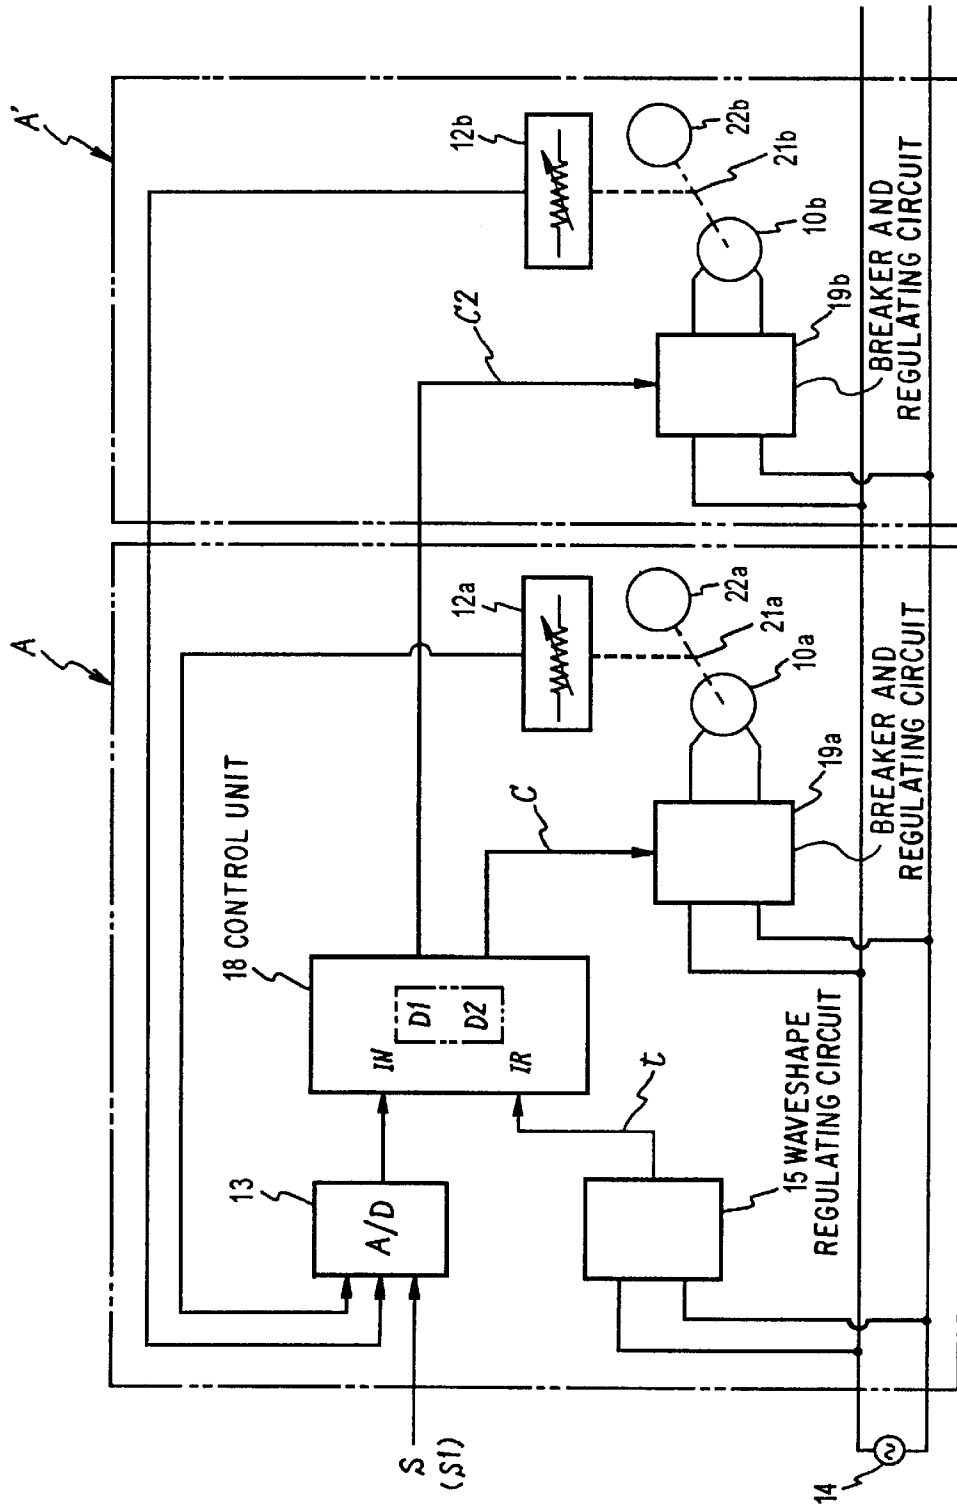 A
A'
18 CONTROL UNIT
12a
12b
C2
C
13
A/D
IN
D1
D2
IR
22a
22b
21a
21b
10a
10b
t
S
(S1)
15 WAVESHAPE
REGULATING CIRCUIT
19a
BREAKER AND
REGULATING CIRCUIT
19b
BREAKER AND
REGULATING CIRCUIT
14